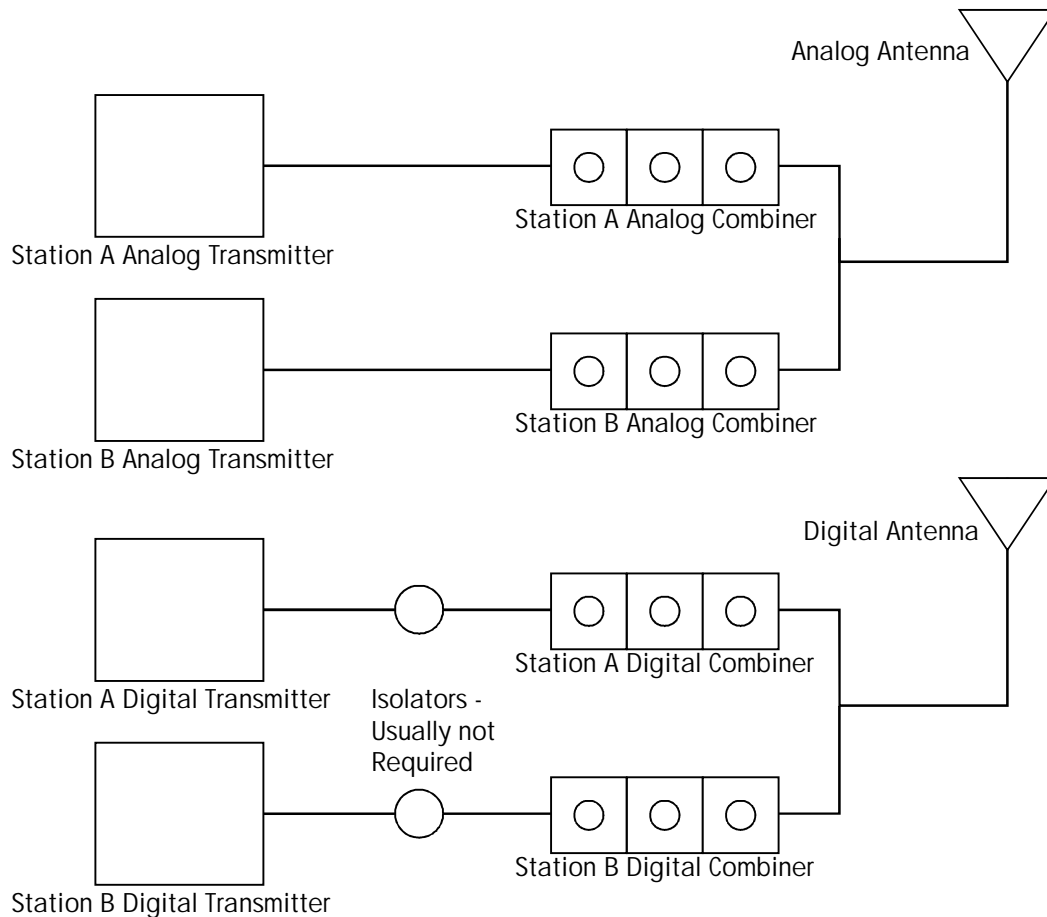 Analog Antenna
Station A Analog Combiner
Station A Analog Transmitter
Station B Analog Combiner
Station B Analog Transmitter
Digital Antenna
Station A Digital Combiner
Station A Digital Transmitter
Isolators -
Usually not
Required
Station B Digital Combiner
Station B Digital Transmitter